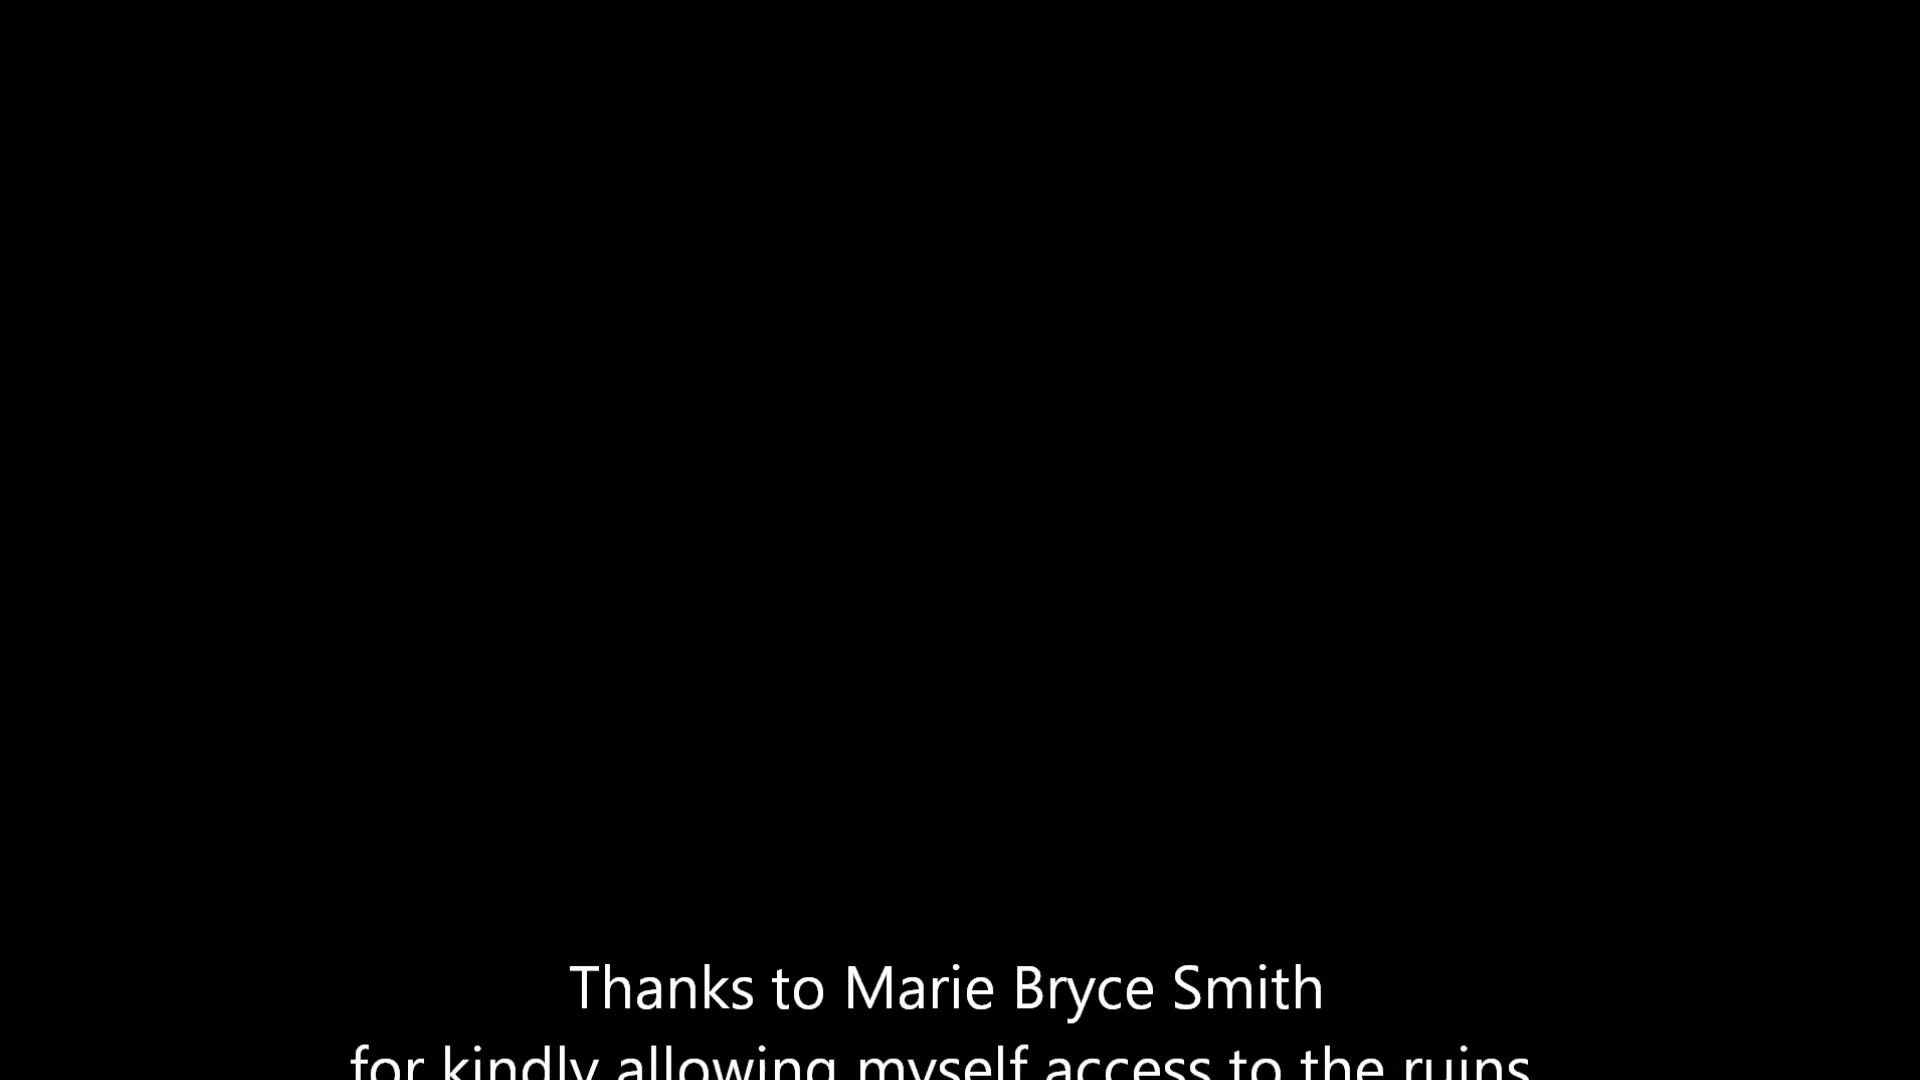 Thanks to Marie Bryce Smith
for kindly allowing myself access to the ruins